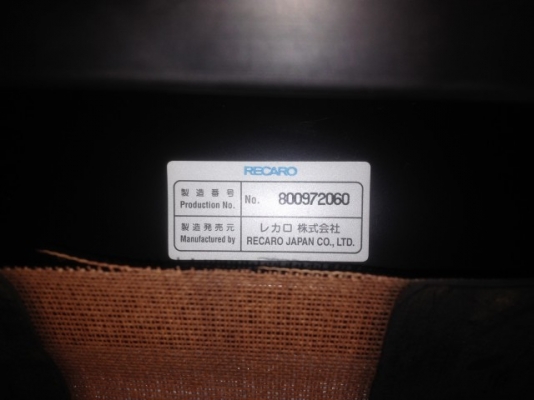 RECARO
製造番号 No. 800972060
Production No.
製造発売元 レカロ 株式会社
Manufactured by RECARO JAPAN CO., LTD.